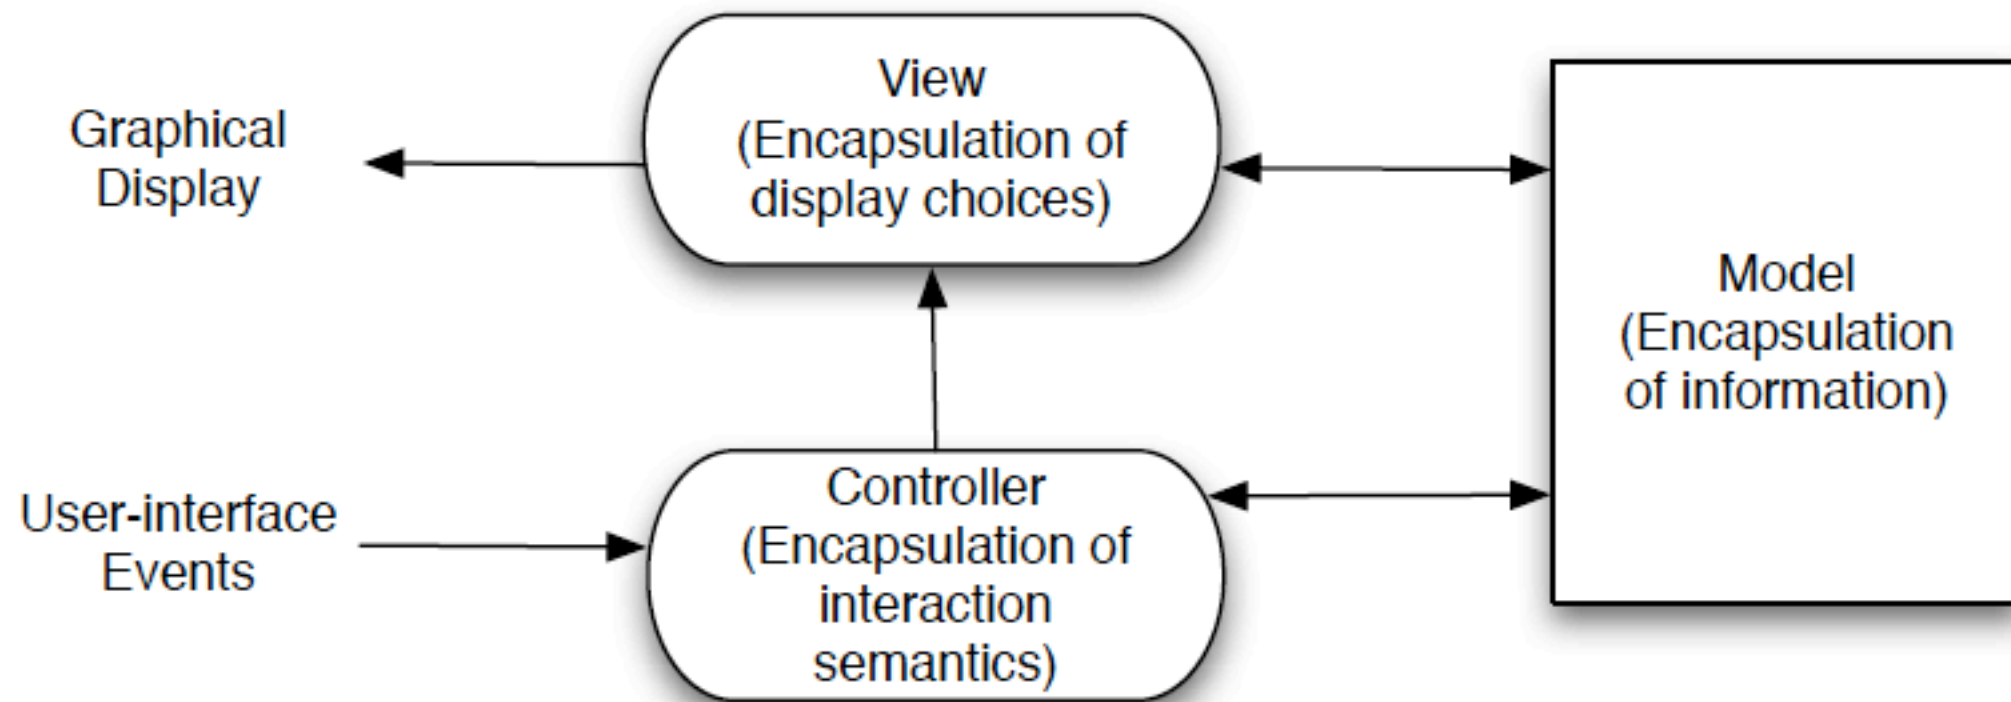 Graphical
Display
View
(Encapsulation of
display choices)
Model
(Encapsulation
of information)
User-interface
Events
Controller
(Encapsulation of
interaction
semantics)